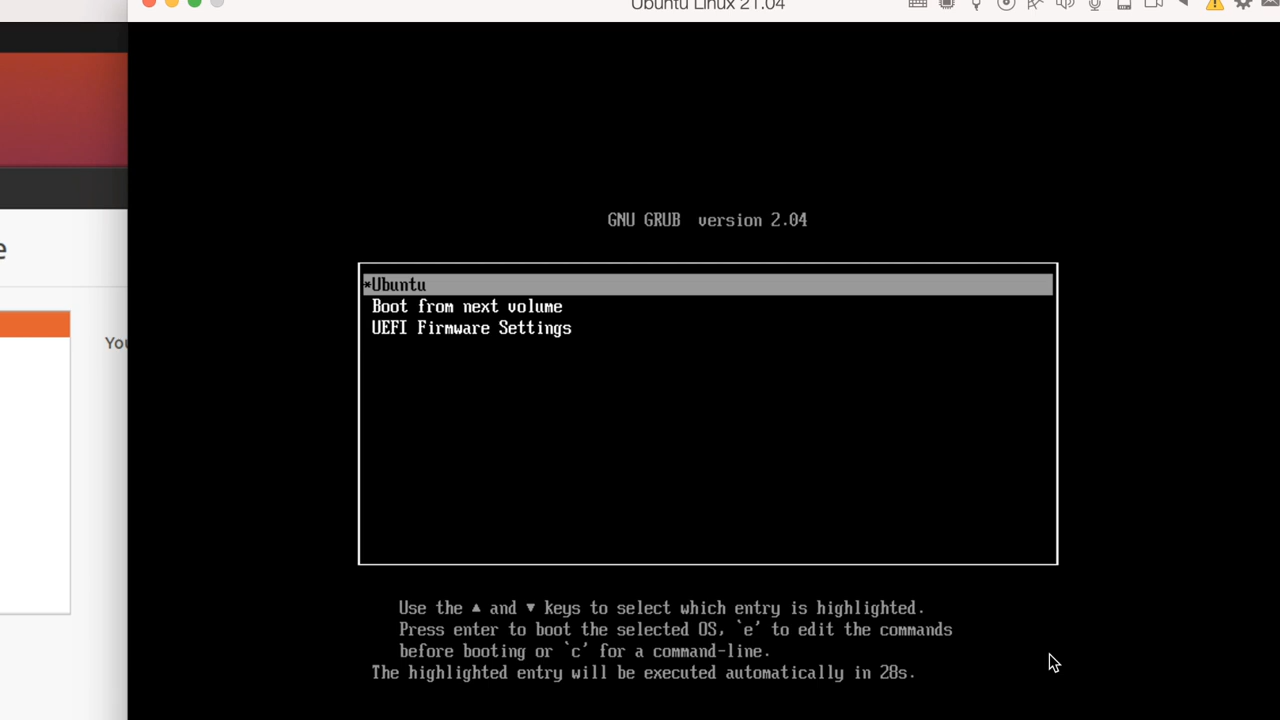 Ubuntu Linux 21.04
GNU GRUB version 2.04
*Ubuntu
Boot from next volume
UEFI Firmware Settings
e
You
Use the ▲ and ▼ keys to select which entry is highlighted.
Press enter to boot the selected OS, `e' to edit the commands
before booting or `c' for a command-line.
The highlighted entry will be executed automatically in 28s.